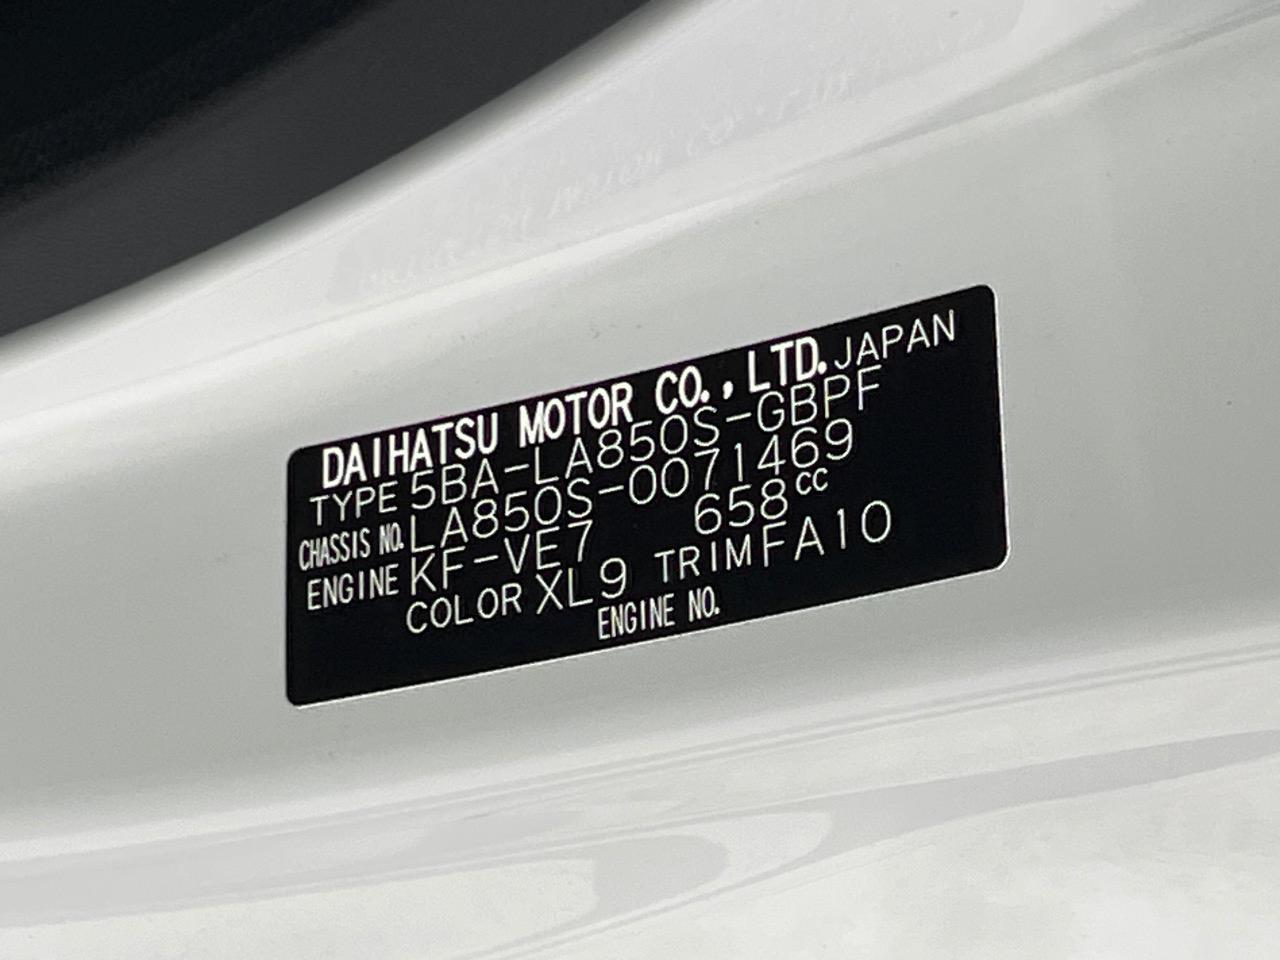 DAIHATSU MOTOR CO., LTD. JAPAN
TYPE 5BA-LA850S-GBPF
CHASSIS NO. LA850S-0071469
ENGINE KF-VE7 658cc
COLOR XL9 TRIM FA10
ENGINE NO.